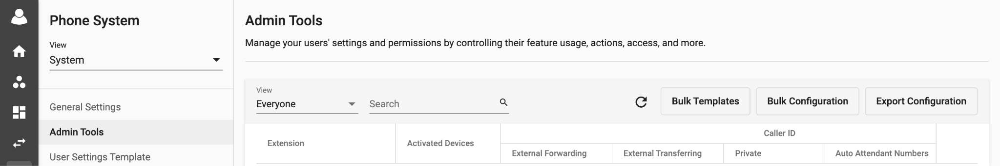 Phone System
View
System
General Settings
Admin Tools
User Settings Template
Admin Tools
Manage your users' settings and permissions by controlling their feature usage, actions, access, and more.
View
Everyone
Search
Bulk Templates
Bulk Configuration
Export Configuration
Extension
Activated Devices
Caller ID
External Forwarding
External Transferring
Private
Auto Attendant Numbers